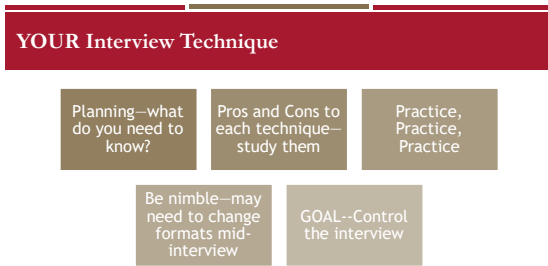 YOUR Interview Technique
Planning—what
do you need to
know?
Pros and Cons to
each technique—
study them
Practice,
Practice,
Practice
Be nimble—may
need to change
formats mid-
interview
GOAL--Control
the interview